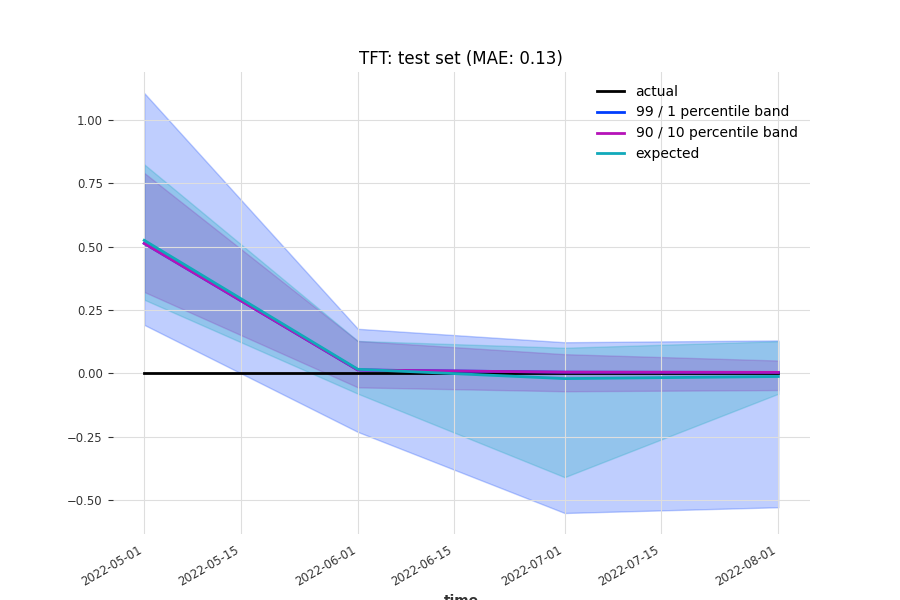 TFT: test set (MAE: 0.13)
actual
99 / 1 percentile band
90 / 10 percentile band
expected
1.00
0.75
0.50
0.25
0.00
−0.25
−0.50
2022-05-01
2022-05-15
2022-06-01
2022-06-15
2022-07-01
2022-07-15
2022-08-01
time